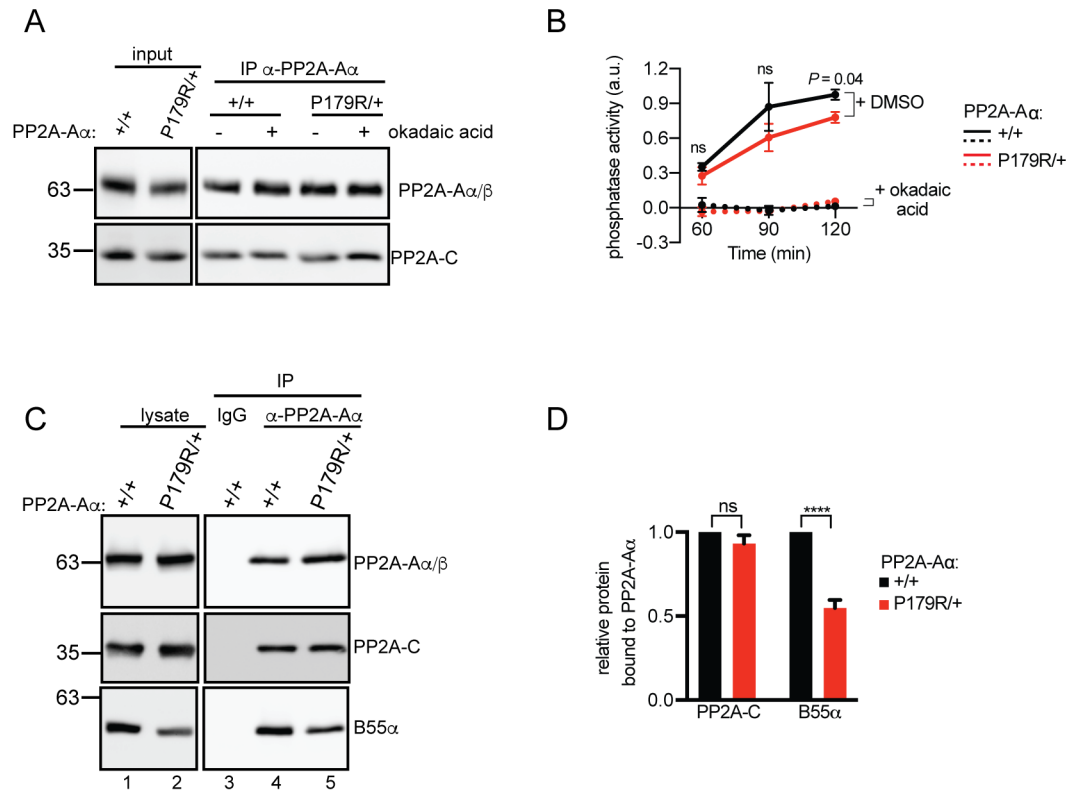 A
input
IP α-PP2A-Aα
+/+
P179R/+
+/+
P179R/+
PP2A-Aα:
-
+
-
+
okadaic acid
63
PP2A-Aα/β
35
PP2A-C
B
phosphatase activity (a.u.)
1.2
0.9
0.6
0.3
0.0
-0.3
60
90
120
Time (min)
ns
ns
P = 0.04
+ DMSO
+ okadaic
acid
PP2A-Aα:
+/+
P179R/+
C
IP
lysate
IgG
α-PP2A-Aα
PP2A-Aα:
+/+
P179R/+
+/+
+/+
P179R/+
63
PP2A-Aα/β
35
PP2A-C
63
B55α
1
2
3
4
5
D
relative protein
bound to PP2A-Aα
1.0
0.5
0.0
ns
****
PP2A-C
B55α
PP2A-Aα:
+/+
P179R/+